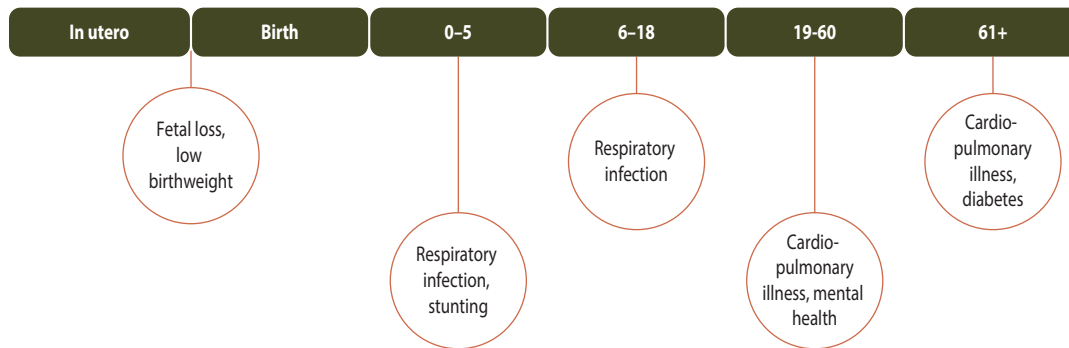 In utero
Birth
0–5
6–18
19-60
61+
Fetal loss,
low
birthweight
Respiratory
infection,
stunting
Respiratory
infection
Cardio-
pulmonary
illness, mental
health
Cardio-
pulmonary
illness,
diabetes